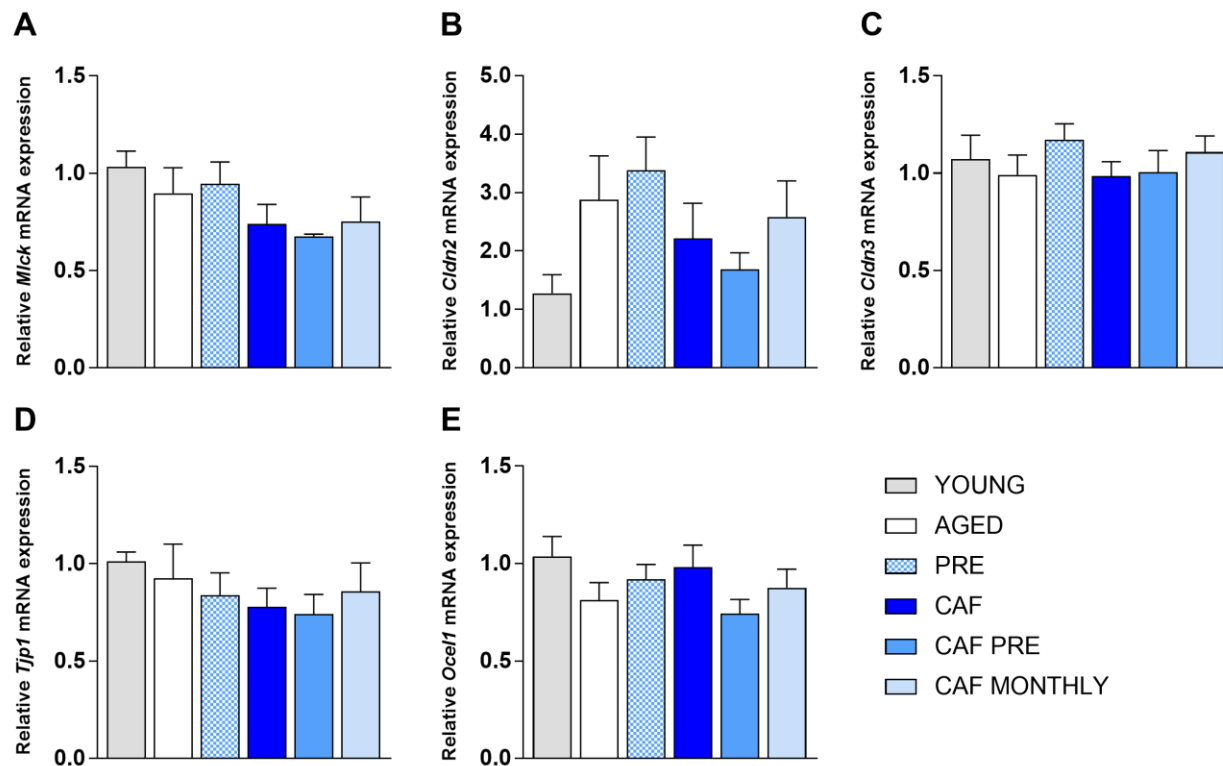 A
Relative Mlck mRNA expression
1.5
1.0
0.5
0.0
B
Relative Cldn2 mRNA expression
5.0
4.0
3.0
2.0
1.0
0.0
C
Relative Cldn3 mRNA expression
1.5
1.0
0.5
0.0
D
Relative Tjp1 mRNA expression
1.5
1.0
0.5
0.0
E
Relative Ocel1 mRNA expression
1.5
1.0
0.5
0.0
YOUNG
AGED
PRE
CAF
CAF PRE
CAF MONTHLY